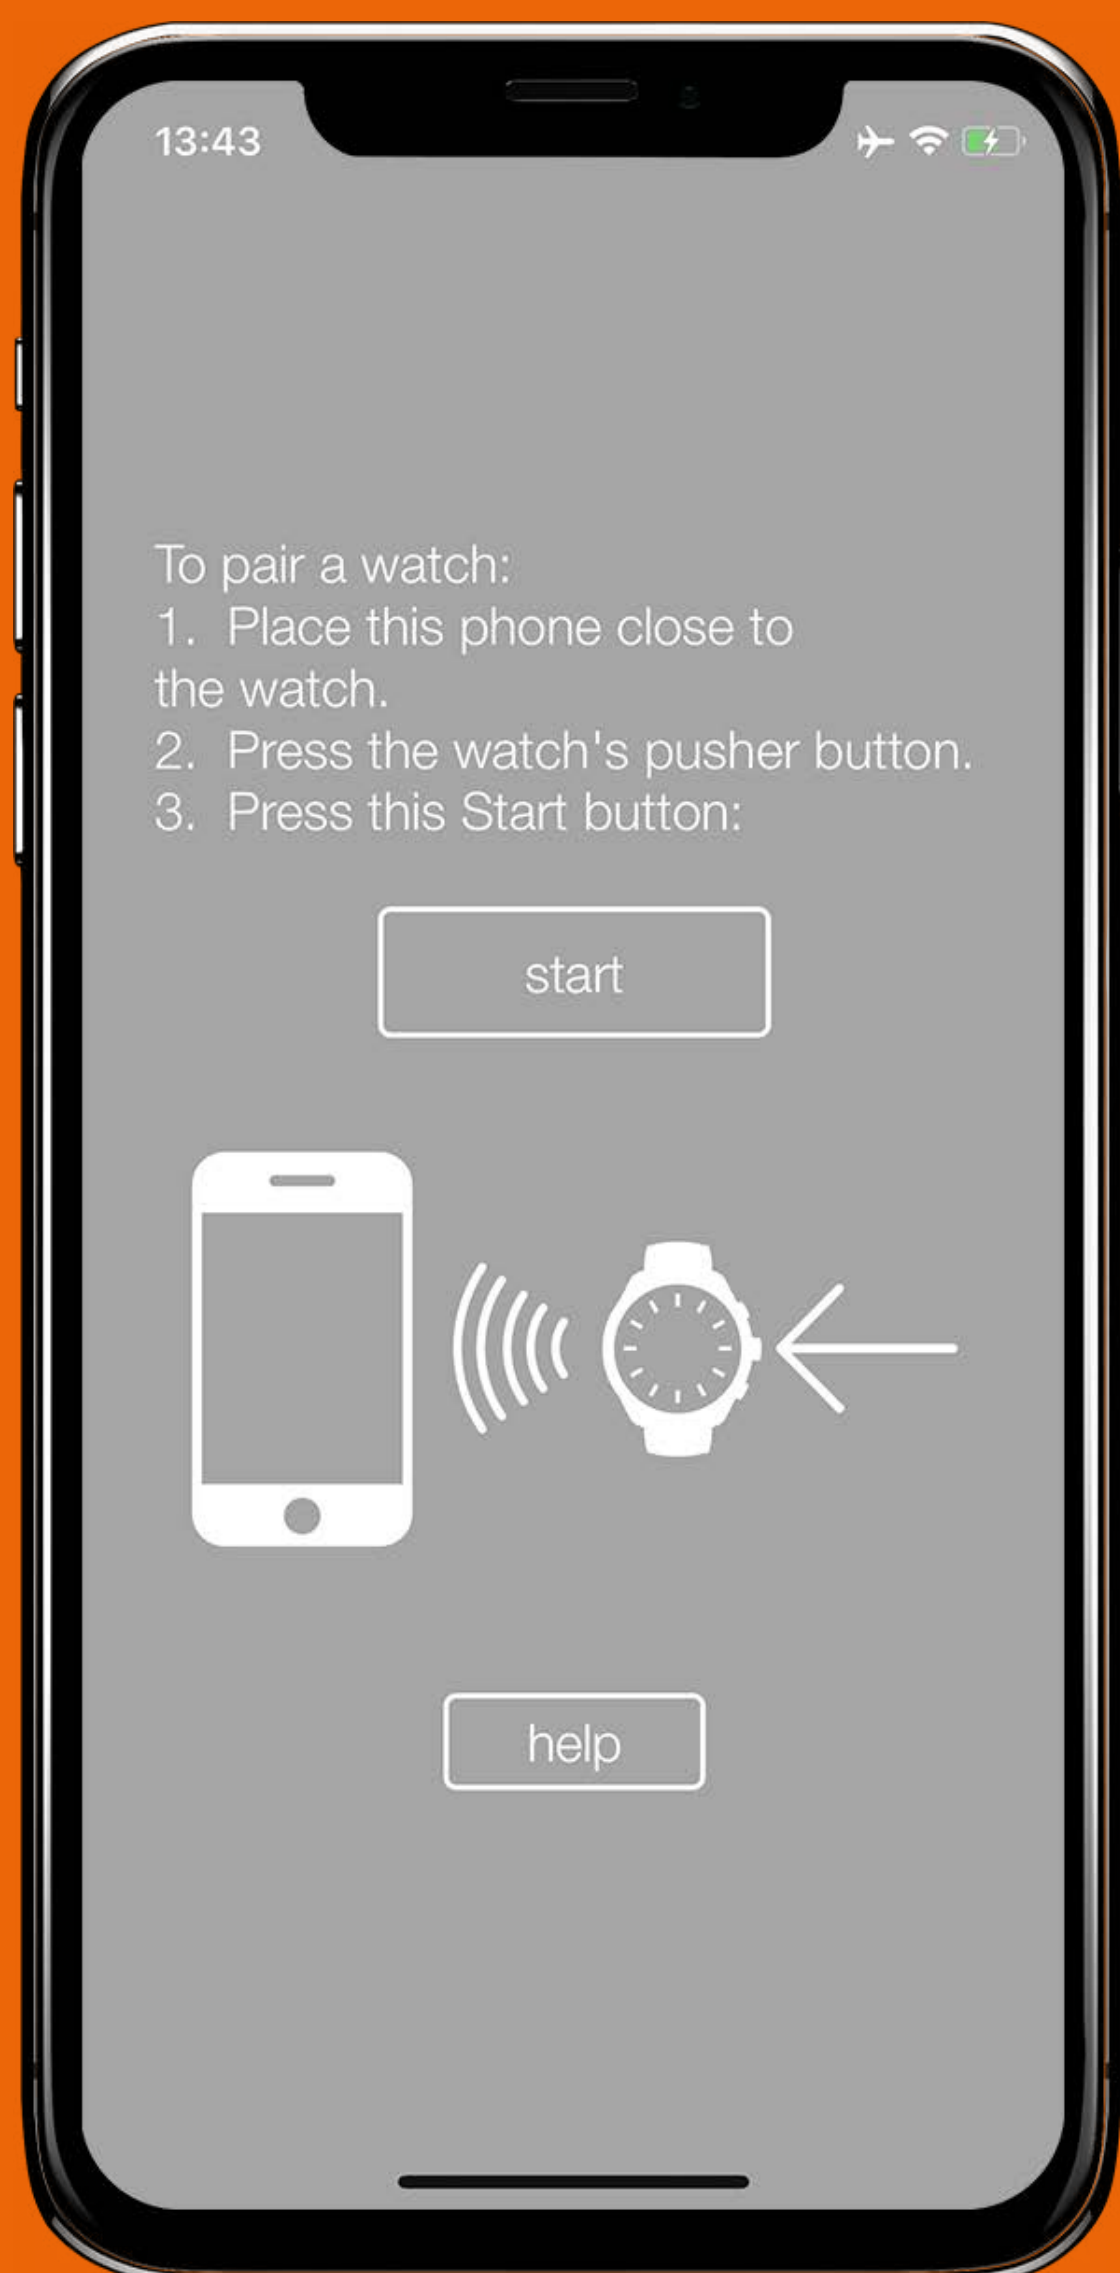 13:43
To pair a watch:
1. Place this phone close to
the watch.
2. Press the watch's pusher button.
3. Press this Start button:
start
help